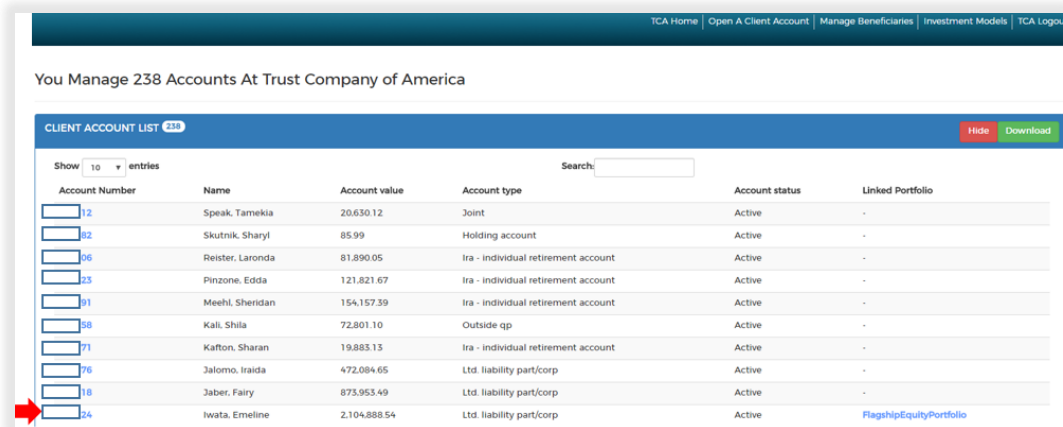 TCA Home | Open A Client Account | Manage Beneficiaries | Investment Models | TCA Logou
You Manage 238 Accounts At Trust Company of America
CLIENT ACCOUNT LIST 238 Hide Download
Show 10 entries Search:
Account Number Name Account value Account type Account status Linked Portfolio
12 Speak, Tamekia 20,630.12 Joint Active -
82 Skutnik, Sharyl 85.99 Holding account Active -
06 Reister, Laronda 81,890.05 Ira - individual retirement account Active -
23 Pinzone, Edda 121,821.67 Ira - individual retirement account Active -
91 Meehl, Sheridan 154,157.39 Ira - individual retirement account Active -
58 Kali, Shila 72,801.10 Outside qp Active -
71 Kafton, Sharan 19,883.13 Ira - individual retirement account Active -
76 Jalomo, Iraida 472,084.65 Ltd. liability part/corp Active -
18 Jaber, Fairy 873,953.49 Ltd. liability part/corp Active -
24 Iwata, Emeline 2,104,888.54 Ltd. liability part/corp Active FlagshipEquityPortfolio